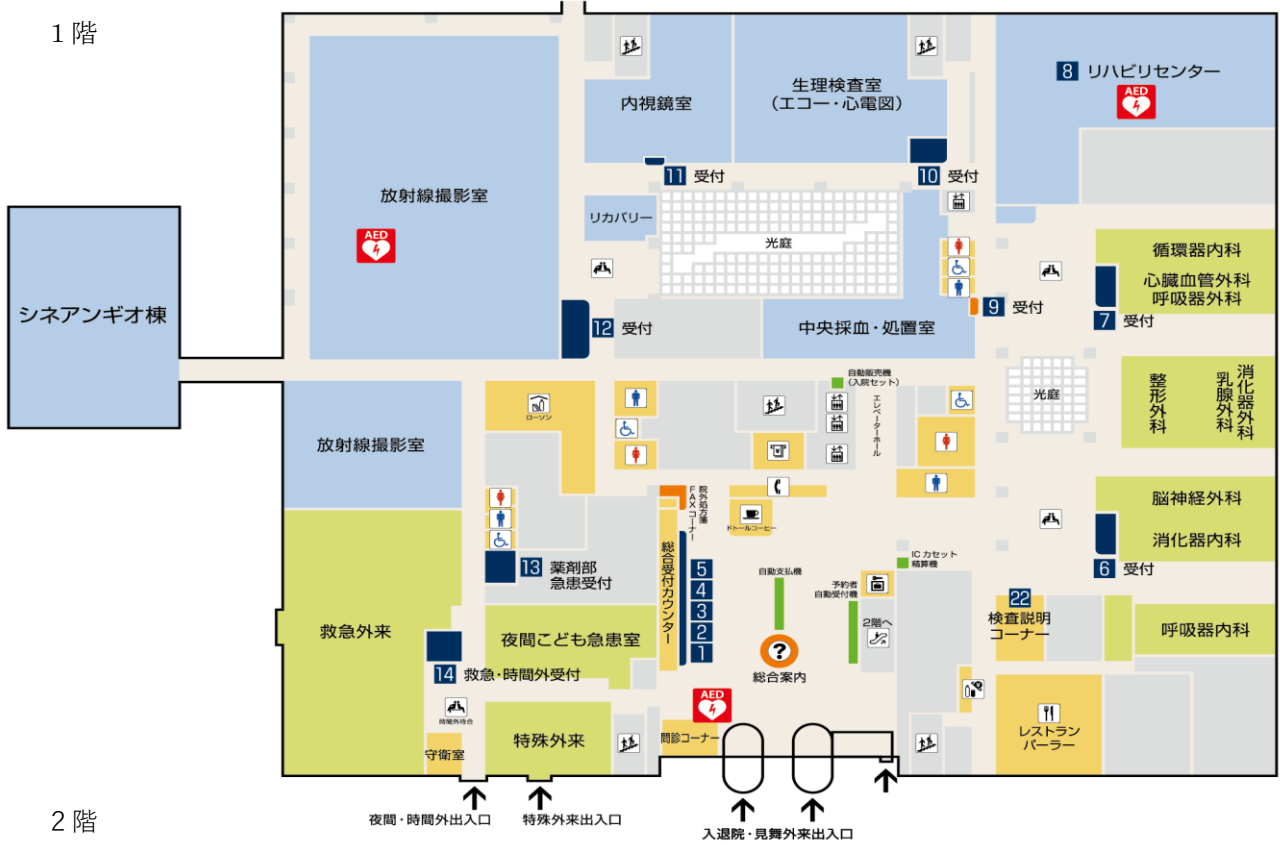 1階
内視鏡室
生理検査室
(エコー・心電図)
8 リハビリセンター
AED
11 受付
10 受付
放射線撮影室
AED
リカバリー
光庭
循環器内科
心臓血管外科
呼吸器外科
シネアンギオ棟
12 受付
中央採血・処置室
9 受付
7 受付
自動販売機
(入院セット)
エレベーターホール
光庭
整形外科
消化器外科
乳腺外科
ローソン
放射線撮影室
院外処方箋
FAXコーナー
ドトールコーヒー
脳神経外科
消化器内科
6 受付
13 薬剤部
急患受付
総合受付カウンター
5
4
3
2
1
自動支払機
予約者
自動受付機
ICカセット
精算機
2階へ
22
検査説明
コーナー
呼吸器内科
救急外来
夜間こども急患室
14 救急・時間外受付
?
総合案内
時間外待合
AED
守衛室
特殊外来
問診コーナー
レストラン
パーラー
夜間・時間外出入口
特殊外来出入口
入退院・見舞外来出入口
2階